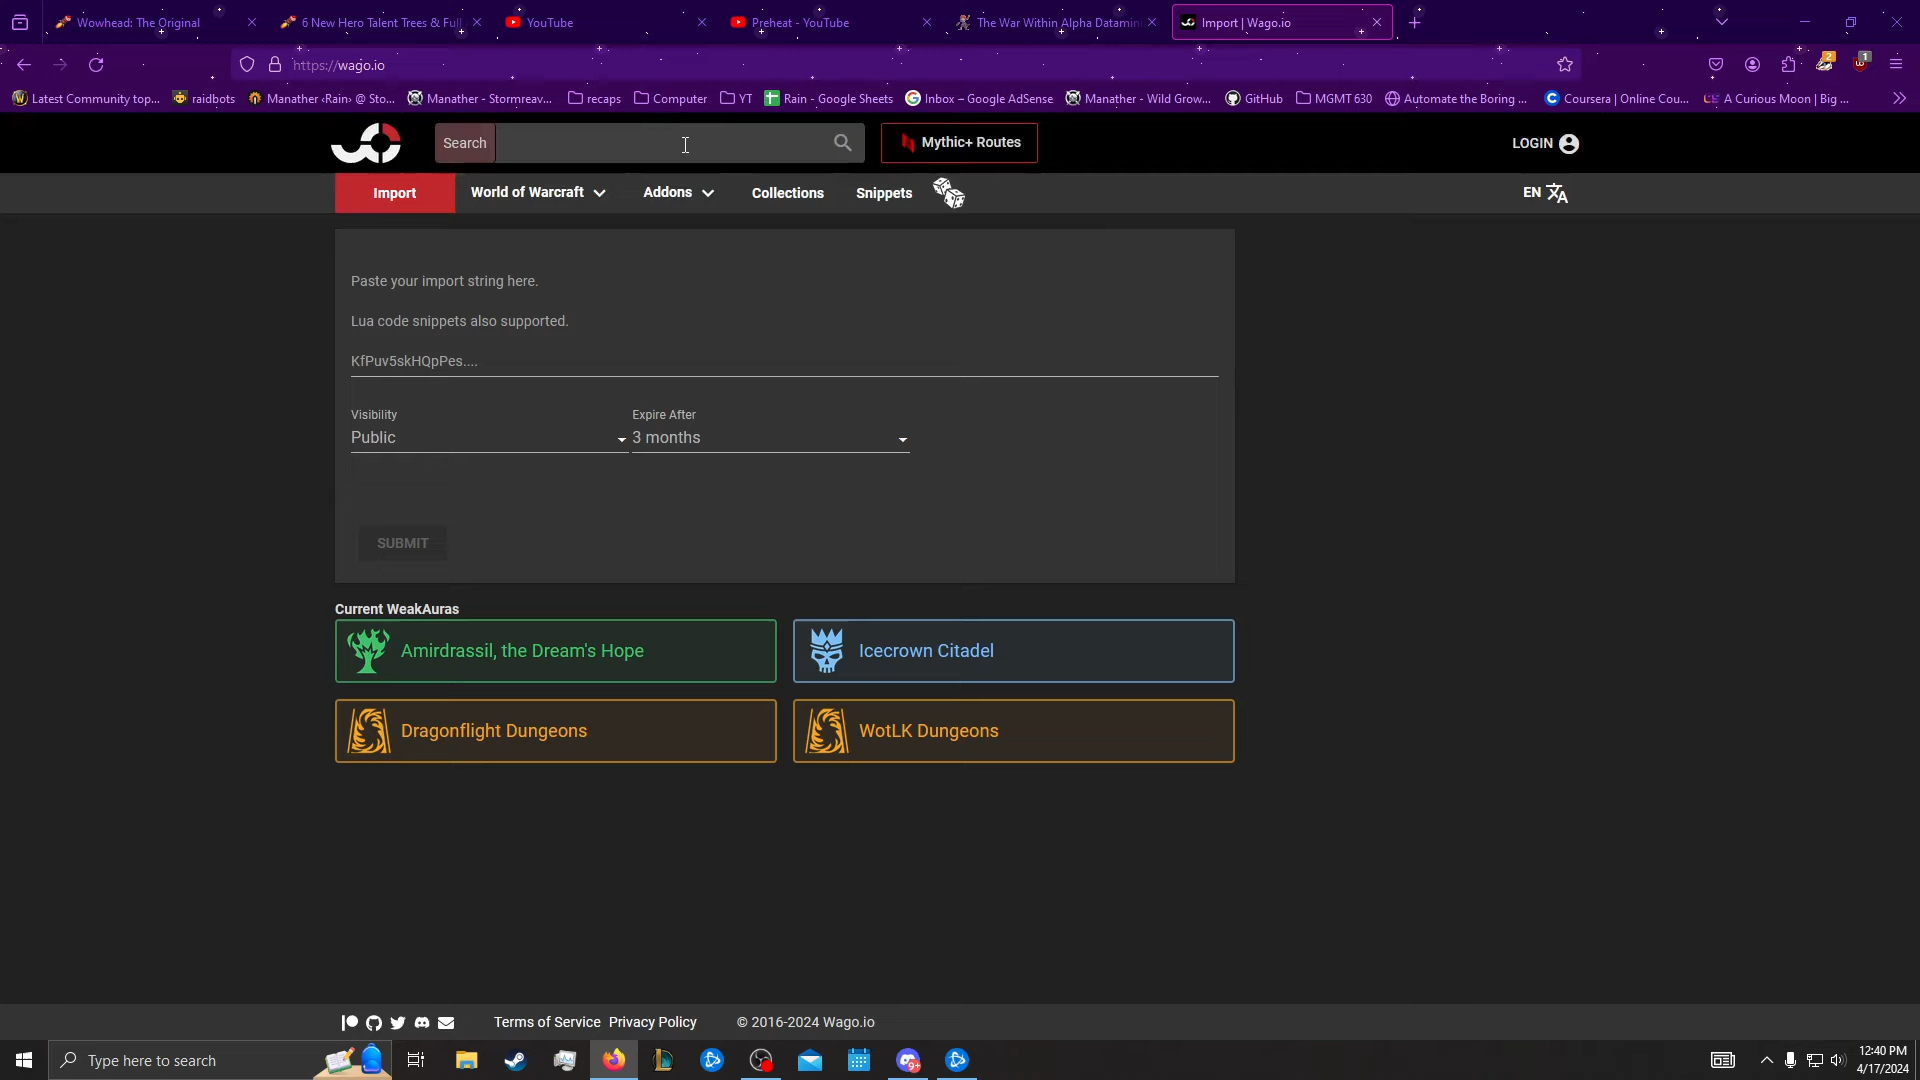 Wowhead: The Original
6 New Hero Talent Trees & Full
YouTube
Preheat - YouTube
The War Within Alpha Datamin
Import | Wago.io
https://wago.io
2
1
Latest Community top...
raidbots
Manather ‹Rain› @ Sto...
Manather - Stormreav...
recaps
Computer
YT
Rain - Google Sheets
Inbox – Google AdSense
Manather - Wild Grow...
GitHub
MGMT 630
Automate the Boring ...
Coursera | Online Cou...
A Curious Moon | Big ...
Search
Mythic+ Routes
LOGIN
Import
World of Warcraft
Addons
Collections
Snippets
EN
Paste your import string here.
Lua code snippets also supported.
KfPuv5skHQpPes....
Visibility
Expire After
Public
3 months
SUBMIT
Current WeakAuras
Amirdrassil, the Dream's Hope
Icecrown Citadel
Dragonflight Dungeons
WotLK Dungeons
Terms of Service
Privacy Policy
© 2016-2024 Wago.io
Type here to search
9+
12:40 PM
4/17/2024